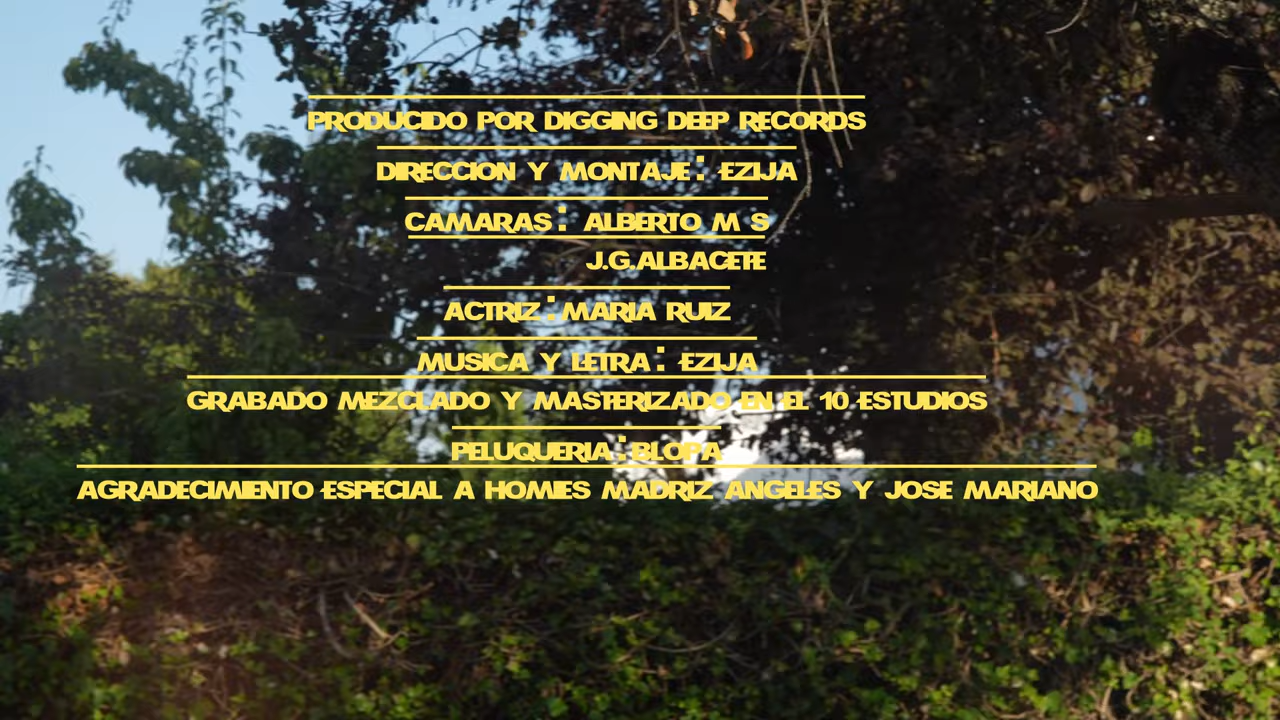 PRODUCIDO POR DIGGING DEEP RECORDS
DIRECCION Y MONTAJE: EZIJA
CAMARAS: ALBERTO M S
J.G.ALBACETE
ACTRIZ:MARIA RUIZ
MUSICA Y LETRA: EZIJA
GRABADO MEZCLADO Y MASTERIZADO EN EL 10 ESTUDIOS
PELUQUERIA:BLOPA
AGRADECIMIENTO ESPECIAL A HOMIES MADRIZ ANGELES Y JOSE MARIANO